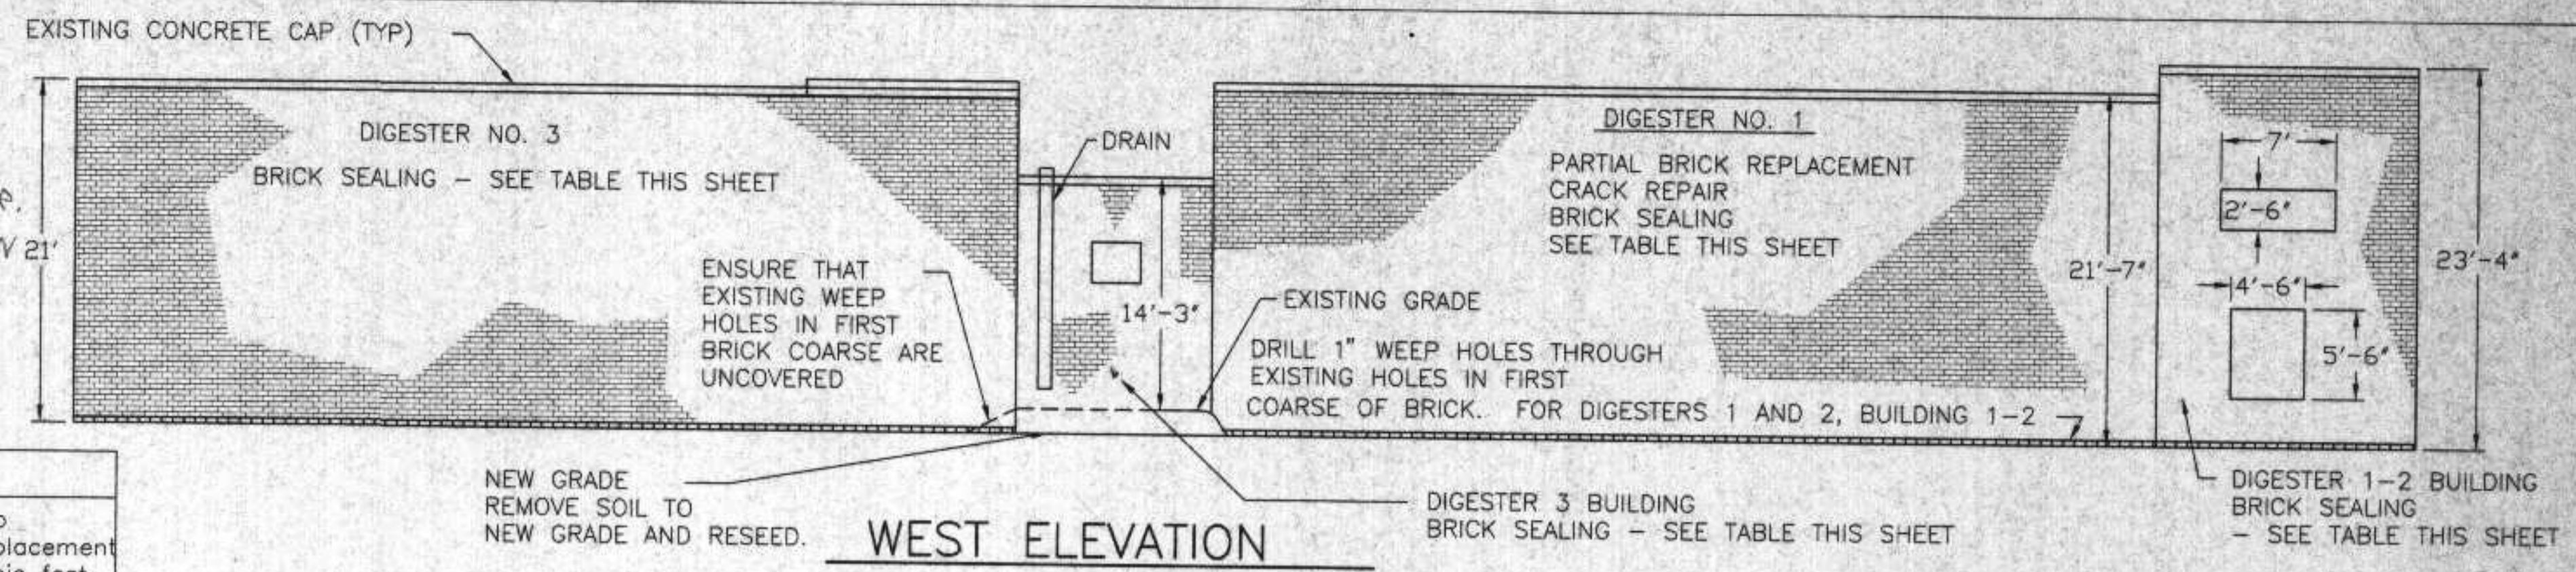 EXISTING CONCRETE CAP (TYP)
DIGESTER NO. 3
BRICK SEALING – SEE TABLE THIS SHEET
21'
ENSURE THAT
EXISTING WEEP
HOLES IN FIRST
BRICK COARSE ARE
UNCOVERED
DRAIN
14'-3"
EXISTING GRADE
DIGESTER NO. 1
PARTIAL BRICK REPLACEMENT
CRACK REPAIR
BRICK SEALING
SEE TABLE THIS SHEET
DRILL 1" WEEP HOLES THROUGH
EXISTING HOLES IN FIRST
COARSE OF BRICK. FOR DIGESTERS 1 AND 2, BUILDING 1-2
21'-7"
7'
2'-6"
4'-6"
5'-6"
23'-4"
NEW GRADE
REMOVE SOIL TO
NEW GRADE AND RESEED.
DIGESTER 3 BUILDING
BRICK SEALING – SEE TABLE THIS SHEET
DIGESTER 1-2 BUILDING
BRICK SEALING
– SEE TABLE THIS SHEET
WEST ELEVATION
placement